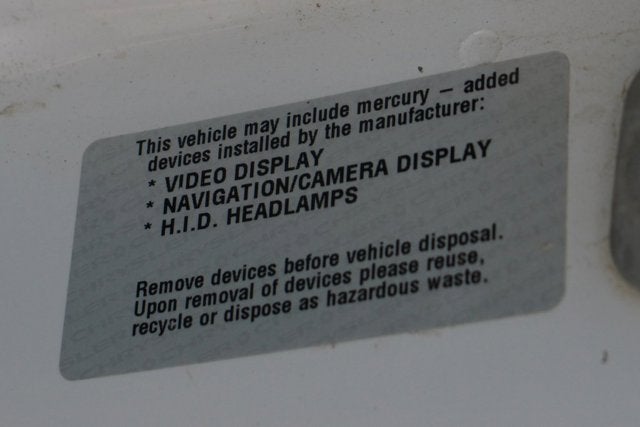 This vehicle may include mercury – added
devices installed by the manufacturer:
* VIDEO DISPLAY
* NAVIGATION/CAMERA DISPLAY
* H.I.D. HEADLAMPS
Remove devices before vehicle disposal.
Upon removal of devices please reuse,
recycle or dispose as hazardous waste.